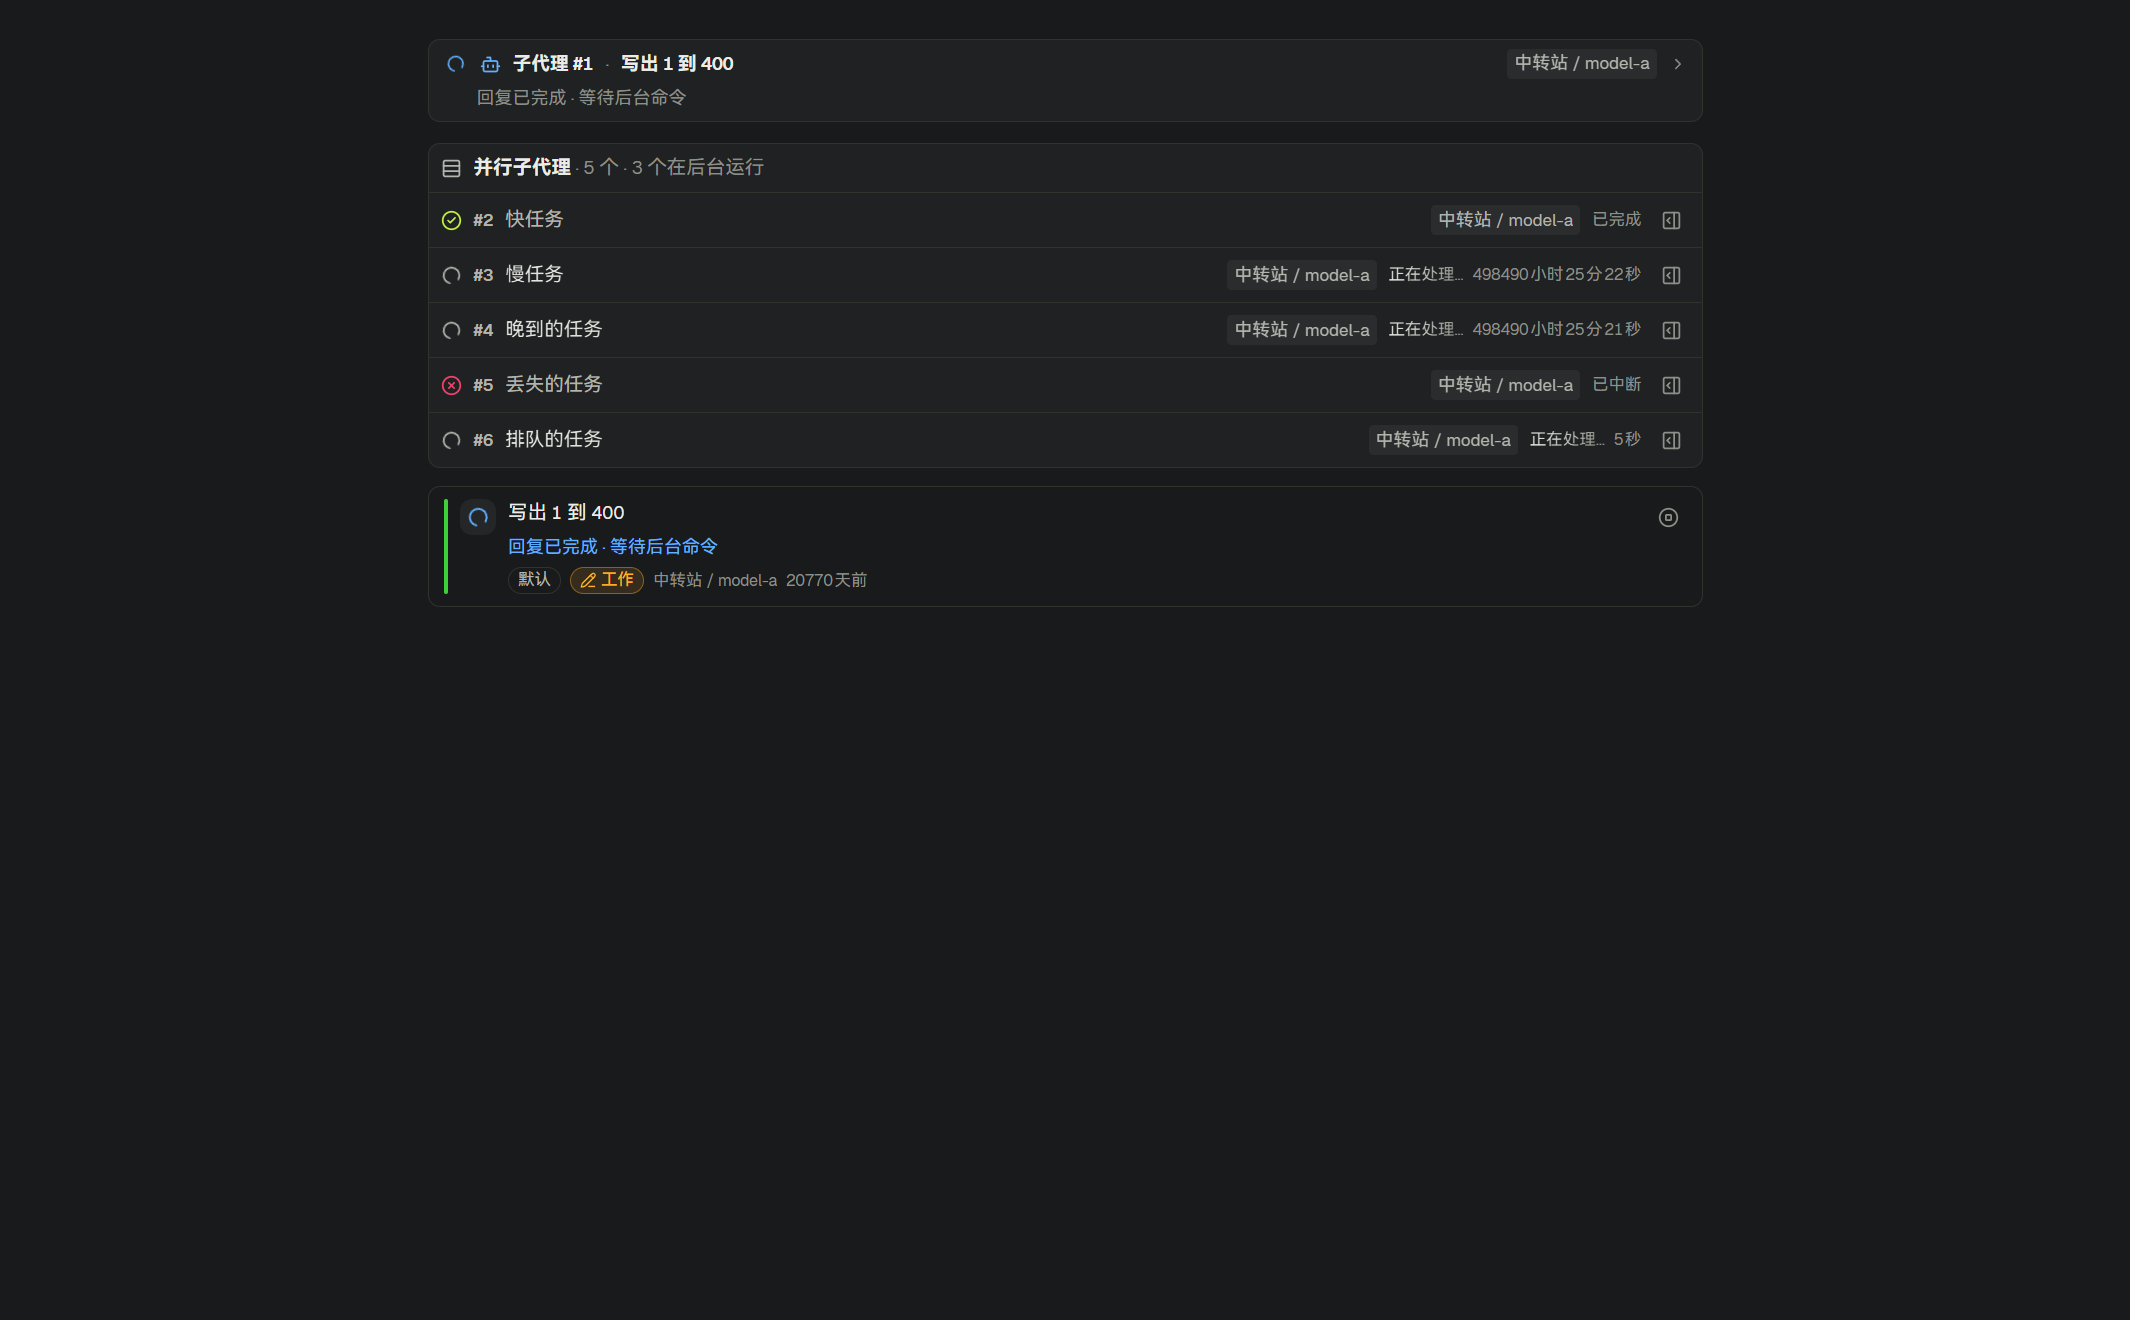 子代理 #1 · 写出 1 到 400 中转站 / model-a
回复已完成 · 等待后台命令
并行子代理 · 5 个 · 3 个在后台运行
#2 快任务 中转站 / model-a 已完成
#3 慢任务 中转站 / model-a 正在处理... 498490小时25分22秒
#4 晚到的任务 中转站 / model-a 正在处理... 498490小时25分21秒
#5 丢失的任务 中转站 / model-a 已中断
#6 排队的任务 中转站 / model-a 正在处理... 5秒
写出 1 到 400
回复已完成 · 等待后台命令
默认 工作 中转站 / model-a 20770天前